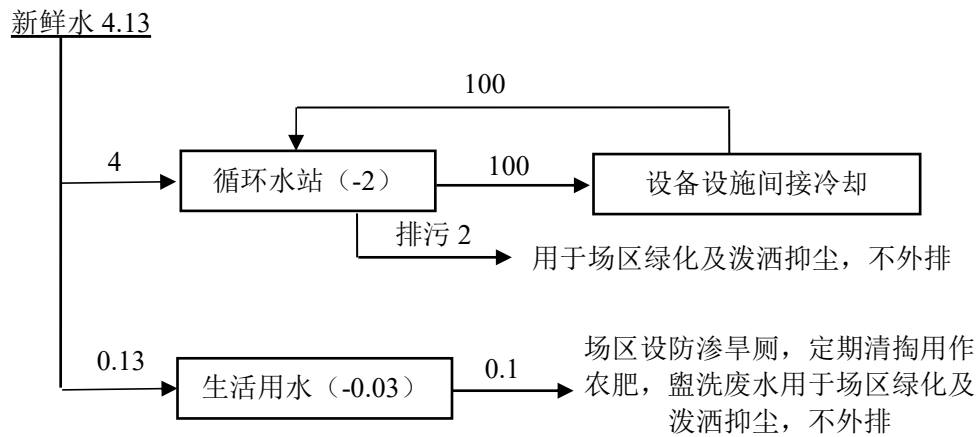 新鲜水 4.13
100
4
循环水站（-2）
100
设备设施间接冷却
排污 2
用于场区绿化及泼洒抑尘，不外排
0.13
生活用水（-0.03）
0.1
场区设防渗旱厕，定期清掏用作
农肥，盥洗废水用于场区绿化及
泼洒抑尘，不外排